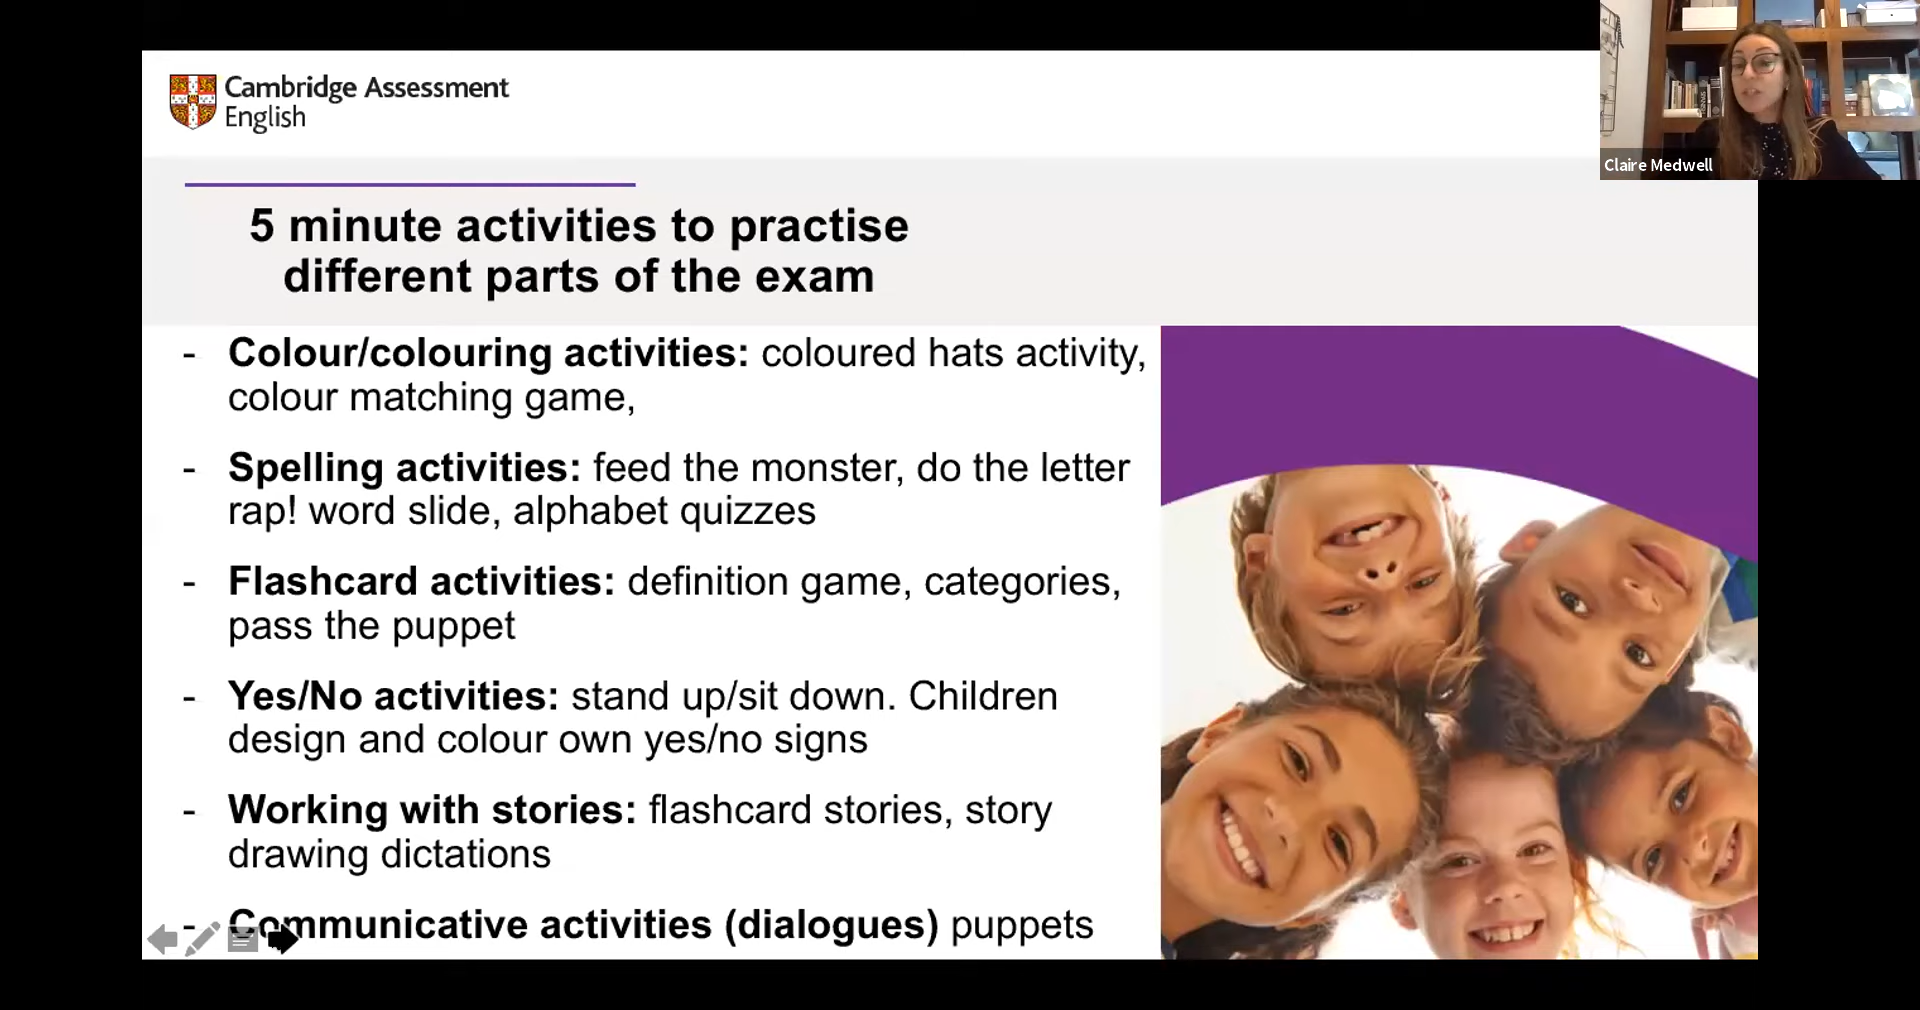 Cambridge Assessment
English
Claire Medwell
5 minute activities to practise
different parts of the exam
- Colour/colouring activities: coloured hats activity,
colour matching game,
- Spelling activities: feed the monster, do the letter
rap! word slide, alphabet quizzes
- Flashcard activities: definition game, categories,
pass the puppet
- Yes/No activities: stand up/sit down. Children
design and colour own yes/no signs
- Working with stories: flashcard stories, story
drawing dictations
- Communicative activities (dialogues) puppets